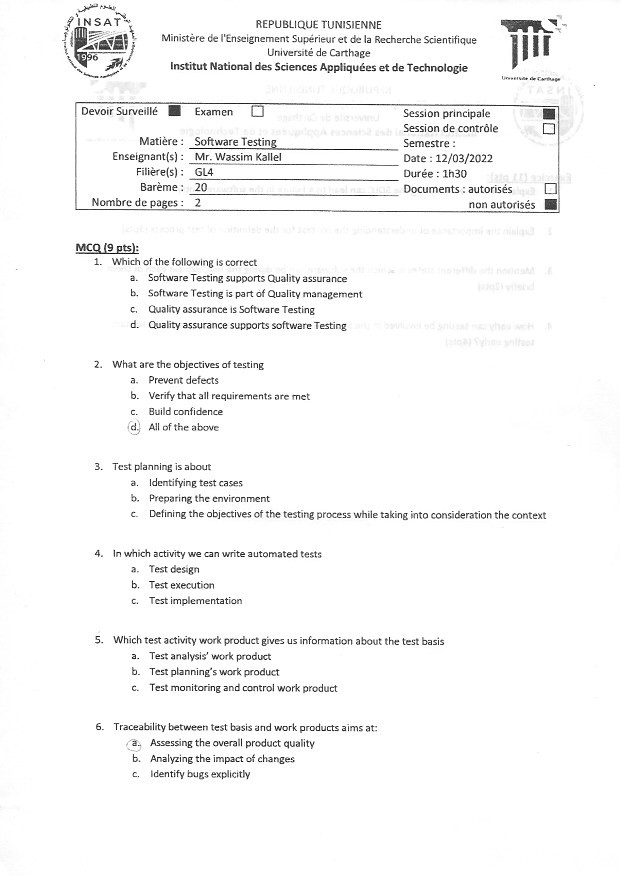 INSAT
1996
REPUBLIQUE TUNISIENNE
Ministère de l'Enseignement Supérieur et de la Recherche Scientifique
Université de Carthage
Institut National des Sciences Appliquées et de Technologie
Université de Carthage
Devoir Surveillé Examen Session principale
Session de contrôle
Matière : Software Testing Semestre :
Enseignant(s) : Mr. Wassim Kallel Date : 12/03/2022
Filière(s) : GL4 Durée : 1h30
Barème : 20 Documents : autorisés
Nombre de pages : 2 non autorisés
MCQ (9 pts):
1. Which of the following is correct
a. Software Testing supports Quality assurance
b. Software Testing is part of Quality management
c. Quality assurance is Software Testing
d. Quality assurance supports software Testing
2. What are the objectives of testing
a. Prevent defects
b. Verify that all requirements are met
c. Build confidence
d. All of the above
3. Test planning is about
a. Identifying test cases
b. Preparing the environment
c. Defining the objectives of the testing process while taking into consideration the context
4. In which activity we can write automated tests
a. Test design
b. Test execution
c. Test implementation
5. Which test activity work product gives us information about the test basis
a. Test analysis' work product
b. Test planning's work product
c. Test monitoring and control work product
6. Traceability between test basis and work products aims at:
a. Assessing the overall product quality
b. Analyzing the impact of changes
c. Identify bugs explicitly